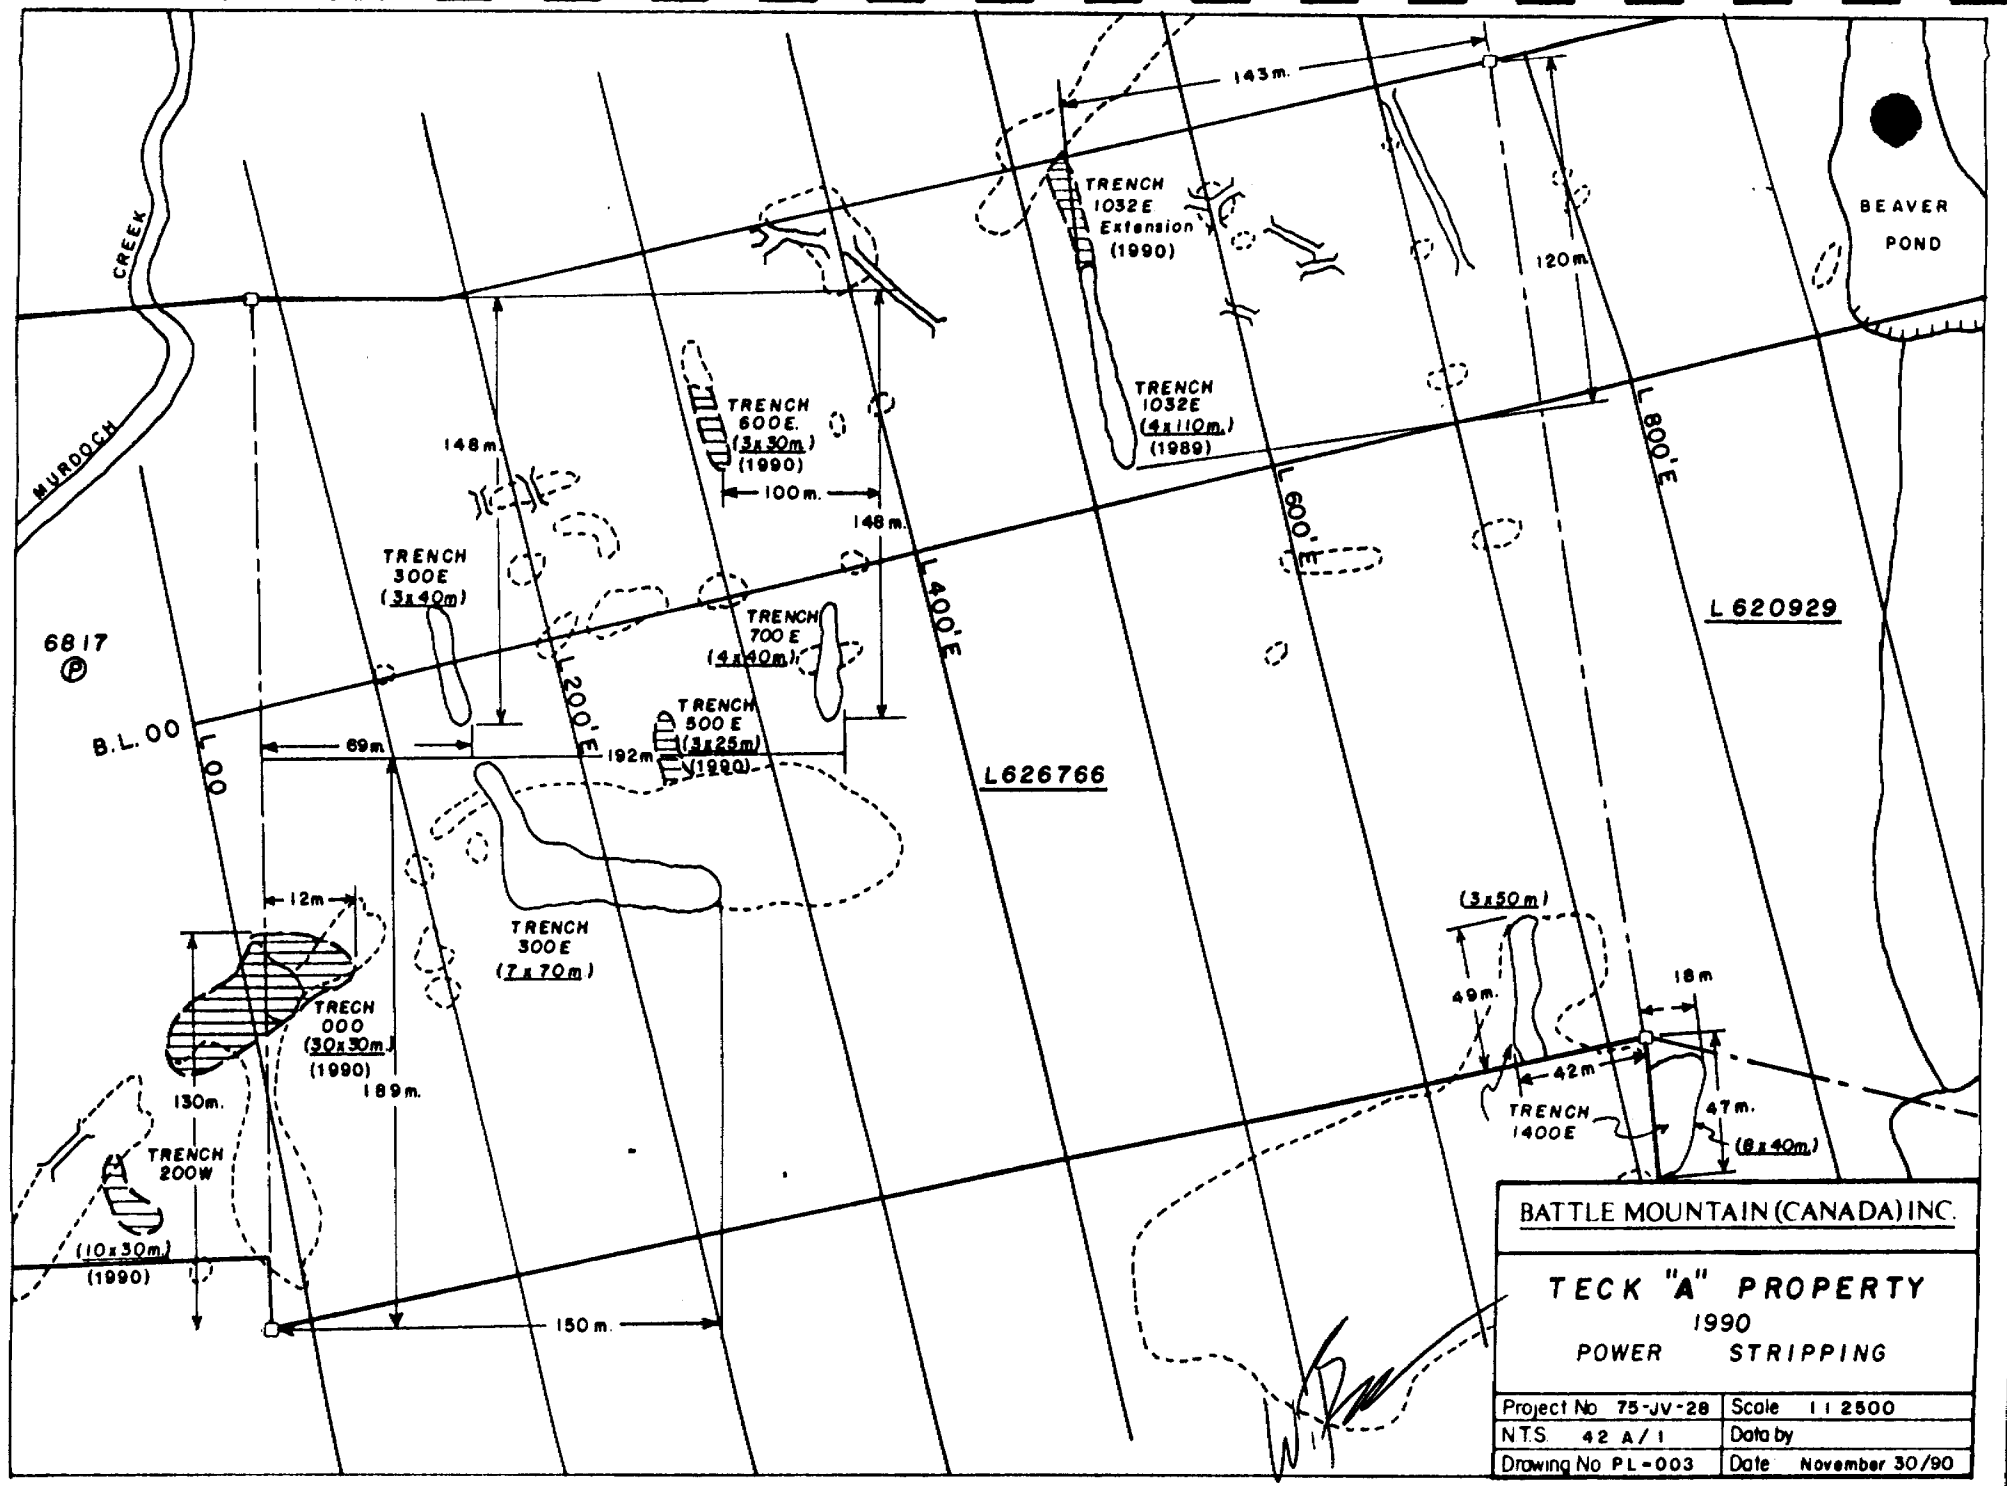 143m.
CREEK
MURDOCH
TRENCH
1032E
Extension
(1990)
120m
BEAVER
POND
TRENCH
600E.
(3x30m.)
(1990)
148m.
100m.
148m.
TRENCH
1032E
(4x110m.)
(1989)
L 800'E
L 600'E
L 400'E
L 200'E
L 00
TRENCH
300E
(3x40m)
TRENCH
700 E
(4x40m).
6817
P
B.L. 00
L620929
L626766
69m.
192m
TRENCH
500 E
(3x25m)
(1990)
12m
TRENCH
300E
(7x70m)
TRECH
000
(30x30m.)
(1990)
189m.
130m.
TRENCH
200W
(10x30m.)
(1990)
150m.
(3x50m)
49m.
18m
42m
TRENCH
1400E
47m.
(8x40m.)
BATTLE MOUNTAIN (CANADA) INC.
TECK "A" PROPERTY
1990
POWER STRIPPING
Project No 75-JV-28 Scale 1:2500
N.T.S. 42 A/1 Data by
Drawing No PL-003 Date November 30/90